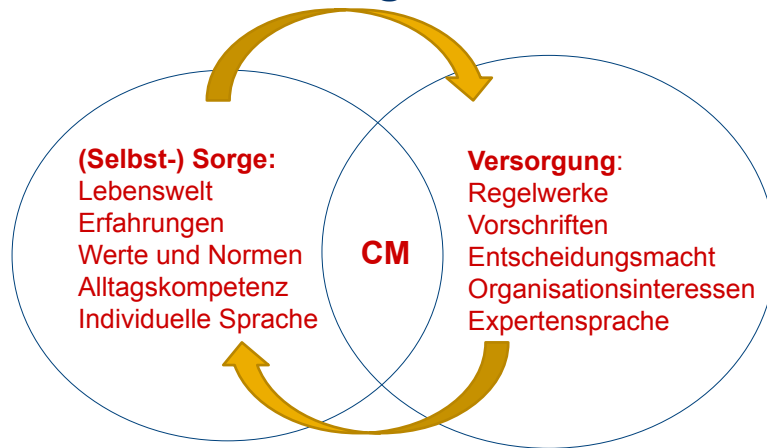 (Selbst-) Sorge:
Lebenswelt
Erfahrungen
Werte und Normen
Alltagskompetenz
Individuelle Sprache
CM
Versorgung:
Regelwerke
Vorschriften
Entscheidungsmacht
Organisationsinteressen
Expertensprache